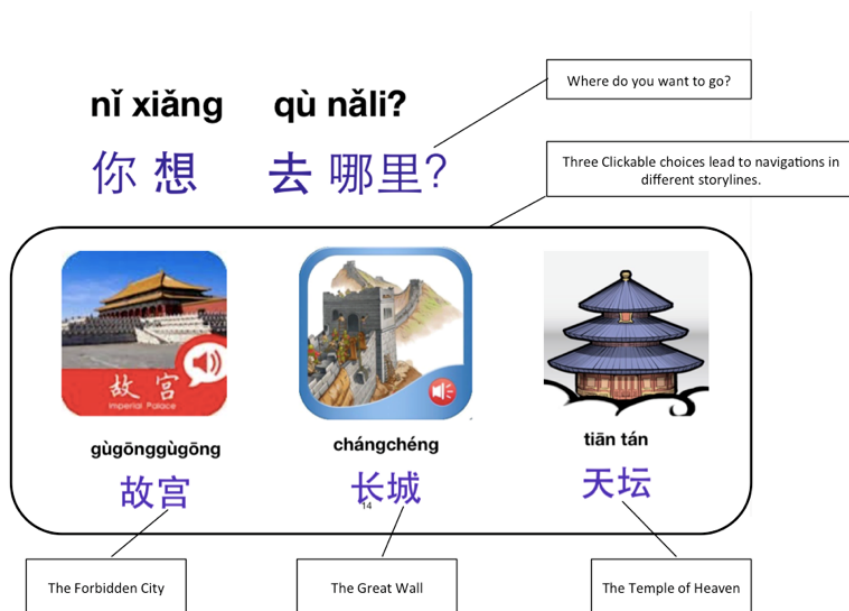 nǐ xiǎng qù nǎli?
Where do you want to go?
你 想 去 哪里?
Three Clickable choices lead to navigations in
different storylines.
故 宫
Imperial Palace
gùgōnggùgōng
chángchéng
tiān tán
故宫
长城
天坛
14
The Forbidden City
The Great Wall
The Temple of Heaven